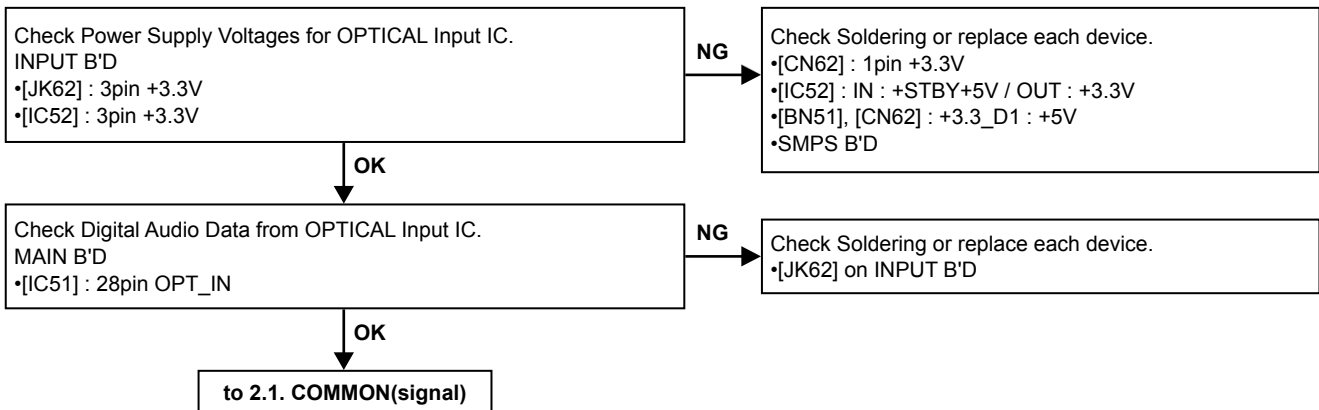 Check Power Supply Voltages for OPTICAL Input IC.
INPUT B'D
•[JK62] : 3pin +3.3V
•[IC52] : 3pin +3.3V
NG
Check Soldering or replace each device.
•[CN62] : 1pin +3.3V
•[IC52] : IN : +STBY+5V / OUT : +3.3V
•[BN51], [CN62] : +3.3_D1 : +5V
•SMPS B'D
OK
Check Digital Audio Data from OPTICAL Input IC.
MAIN B'D
•[IC51] : 28pin OPT_IN
NG
Check Soldering or replace each device.
•[JK62] on INPUT B'D
OK
to 2.1. COMMON(signal)